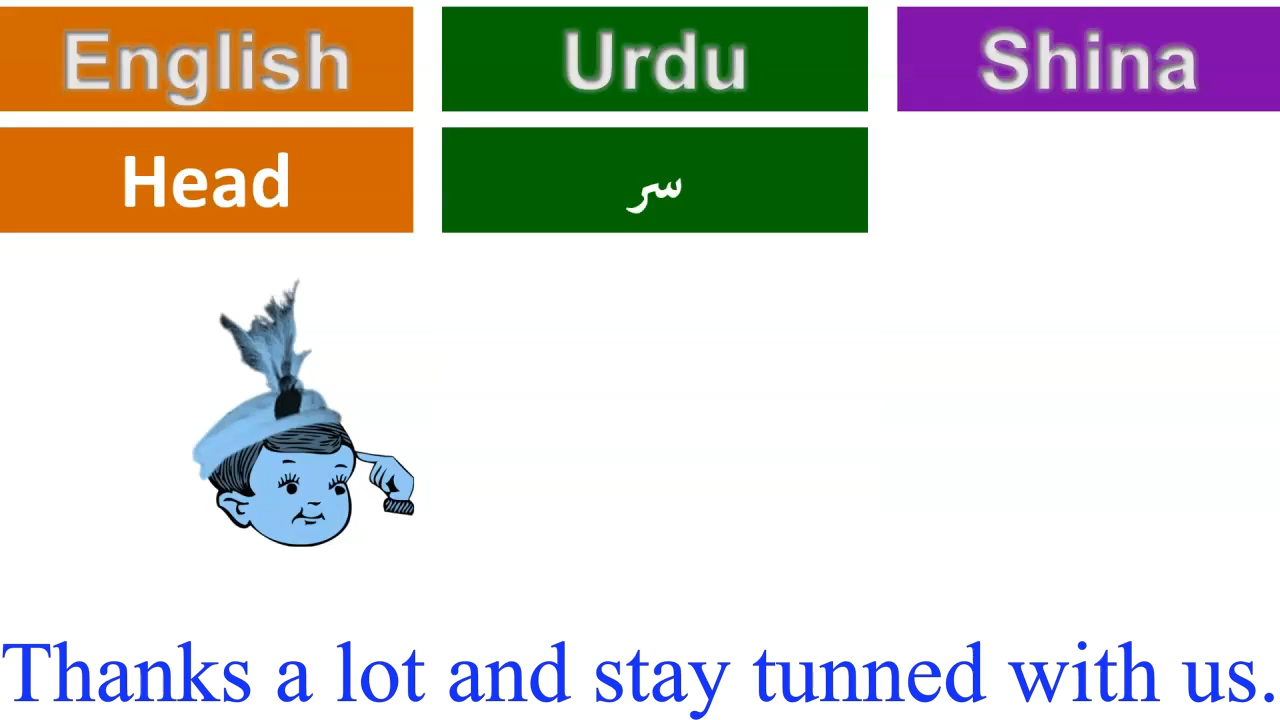 English Urdu Shina
Head سر
Thanks a lot and stay tunned with us.